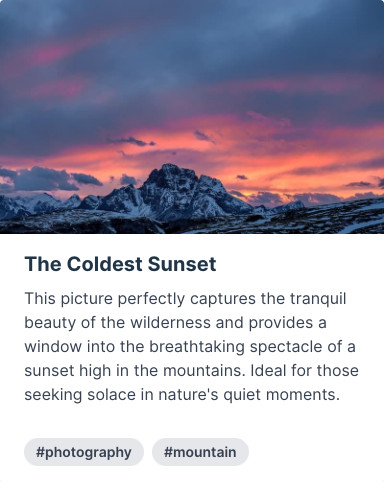 The Coldest Sunset
This picture perfectly captures the tranquil
beauty of the wilderness and provides a
window into the breathtaking spectacle of a
sunset high in the mountains. Ideal for those
seeking solace in nature's quiet moments.
#photography #mountain